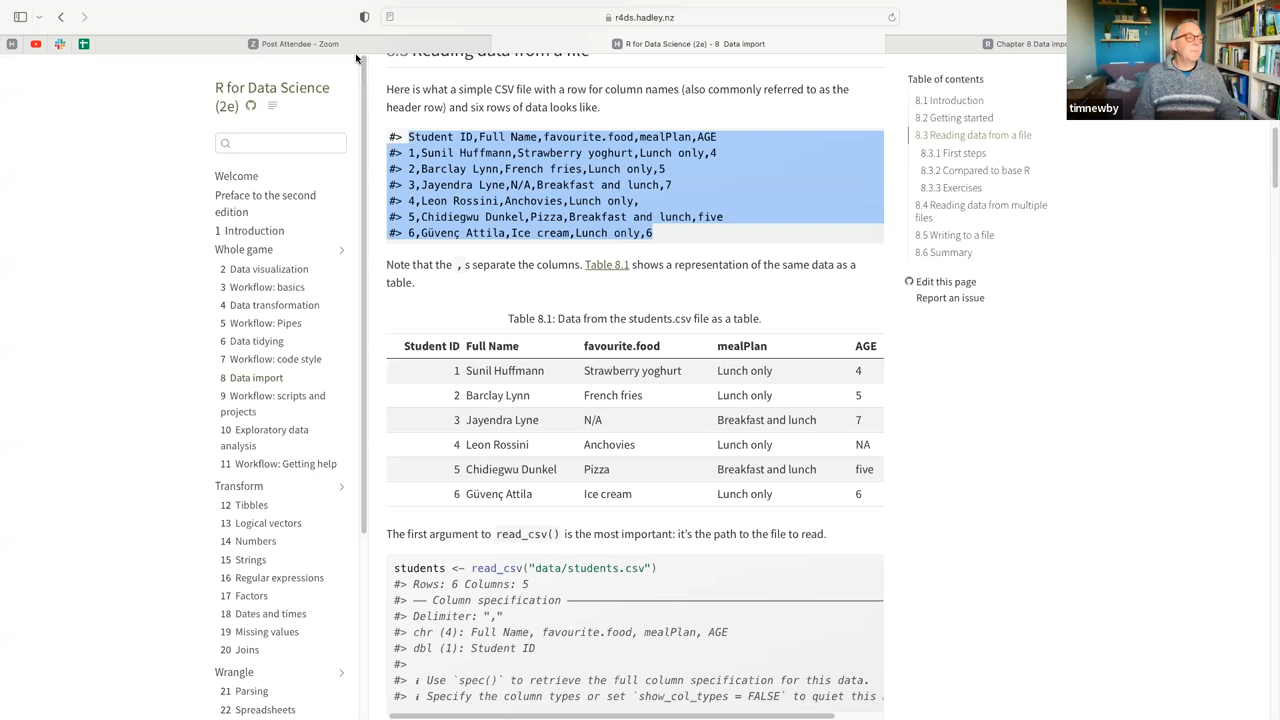 r4ds.hadley.nz
Post Attendee - Zoom
R for Data Science (2e) - 8 Data import
Chapter 8 Data imp
timnewby
R for Data Science
(2e)
Welcome
Preface to the second
edition
1 Introduction
Whole game
2 Data visualization
3 Workflow: basics
4 Data transformation
5 Workflow: Pipes
6 Data tidying
7 Workflow: code style
8 Data import
9 Workflow: scripts and
projects
10 Exploratory data
analysis
11 Workflow: Getting help
Transform
12 Tibbles
13 Logical vectors
14 Numbers
15 Strings
16 Regular expressions
17 Factors
18 Dates and times
19 Missing values
20 Joins
Wrangle
21 Parsing
22 Spreadsheets
Reading data from a file
Here is what a simple CSV file with a row for column names (also commonly referred to as the
header row) and six rows of data looks like.
#> Student ID,Full Name,favourite.food,mealPlan,AGE
#> 1,Sunil Huffmann,Strawberry yoghurt,Lunch only,4
#> 2,Barclay Lynn,French fries,Lunch only,5
#> 3,Jayendra Lyne,N/A,Breakfast and lunch,7
#> 4,Leon Rossini,Anchovies,Lunch only,
#> 5,Chidiegwu Dunkel,Pizza,Breakfast and lunch,five
#> 6,Güvenç Attila,Ice cream,Lunch only,6
Note that the ,s separate the columns. Table 8.1 shows a representation of the same data as a
table.
Table 8.1: Data from the students.csv file as a table.
Student ID Full Name favourite.food mealPlan AGE
1 Sunil Huffmann Strawberry yoghurt Lunch only 4
2 Barclay Lynn French fries Lunch only 5
3 Jayendra Lyne N/A Breakfast and lunch 7
4 Leon Rossini Anchovies Lunch only NA
5 Chidiegwu Dunkel Pizza Breakfast and lunch five
6 Güvenç Attila Ice cream Lunch only 6
The first argument to read_csv() is the most important: it's the path to the file to read.
students <- read_csv("data/students.csv")
#> Rows: 6 Columns: 5
#> ── Column specification ────────────────
#> Delimiter: ","
#> chr (4): Full Name, favourite.food, mealPlan, AGE
#> dbl (1): Student ID
#>
#> ℹ Use `spec()` to retrieve the full column specification for this data.
#> ℹ Specify the column types or set `show_col_types = FALSE` to quiet this
Table of contents
8.1 Introduction
8.2 Getting started
8.3 Reading data from a file
8.3.1 First steps
8.3.2 Compared to base R
8.3.3 Exercises
8.4 Reading data from multiple
files
8.5 Writing to a file
8.6 Summary
Edit this page
Report an issue